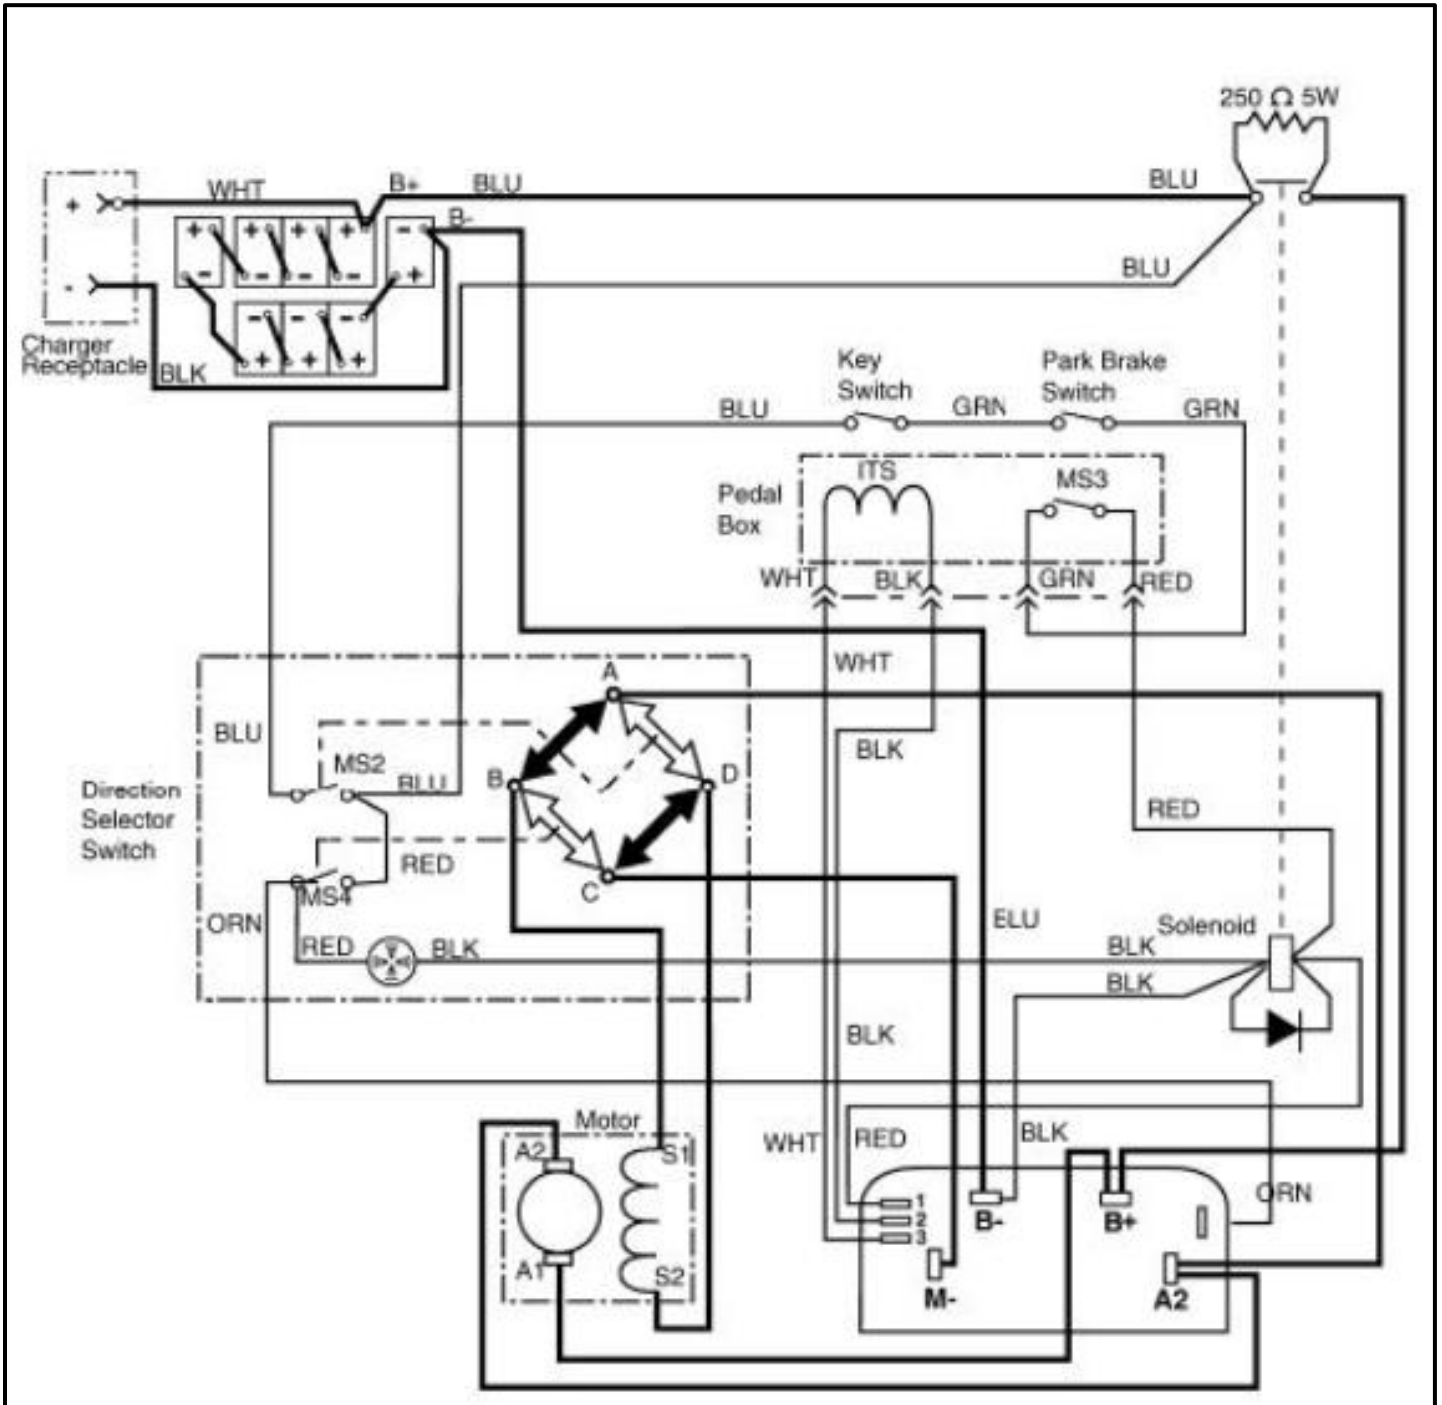 250 Ω 5W
WHT
B+
BLU
BLU
+
+ + + + -
B-
- - - - +
-
BLU
- - -
+ + +
Charger
Receptacle
BLK
Key
Switch
Park Brake
Switch
BLU
GRN
GRN
Pedal
Box
ITS
MS3
WHT
BLK
GRN
RED
WHT
A
BLU
BLK
MS2
BLU
B
D
Direction
Selector
Switch
RED
RED
MS4
C
ORN
RED
BLK
BLU
Solenoid
BLK
BLK
BLK
Motor
WHT
RED
BLK
A2
S1
ORN
1
2
3
B-
B+
A1
S2
M-
A2